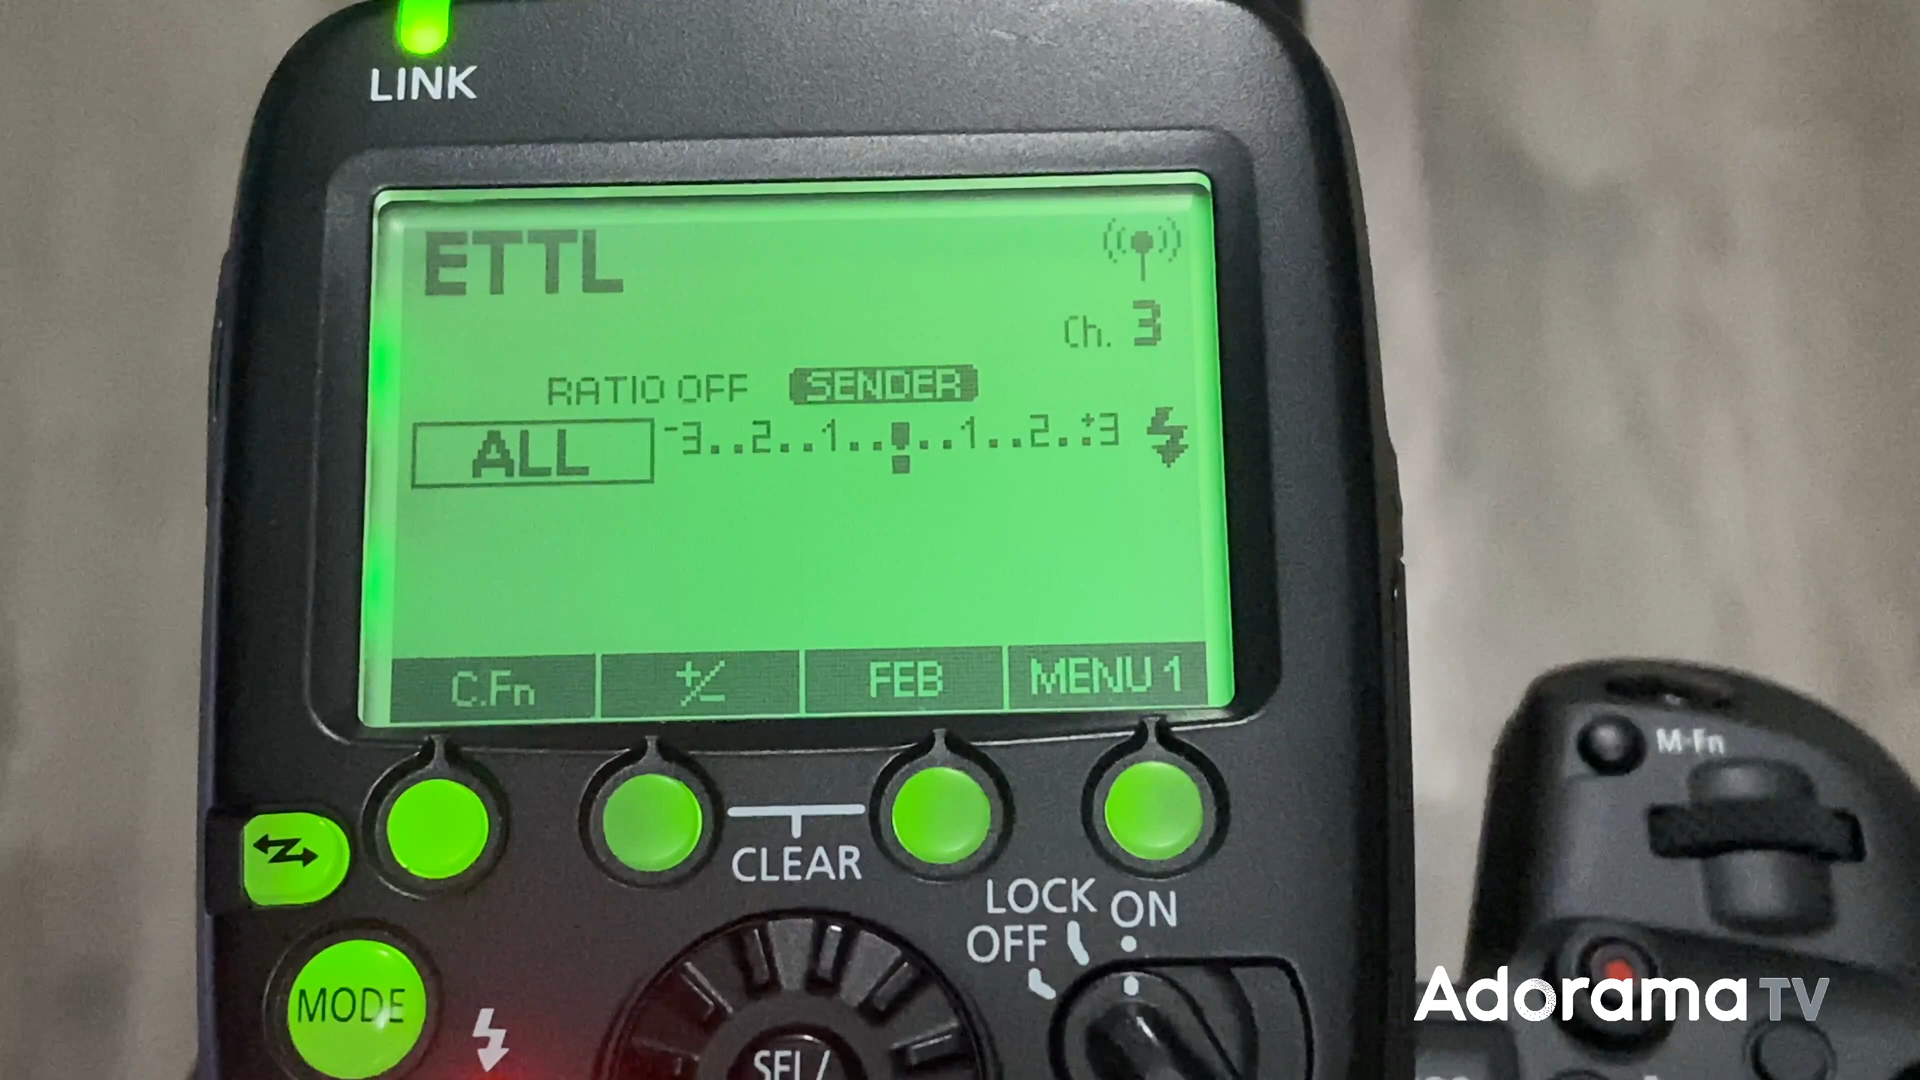 LINK
ETTL
Ch. 3
RATIO OFF SENDER
ALL -3..2..1..0..1..2..+3
C.Fn +/- FEB MENU 1
CLEAR
LOCK ON
OFF
MODE
SEL/
M-Fn
Adorama TV